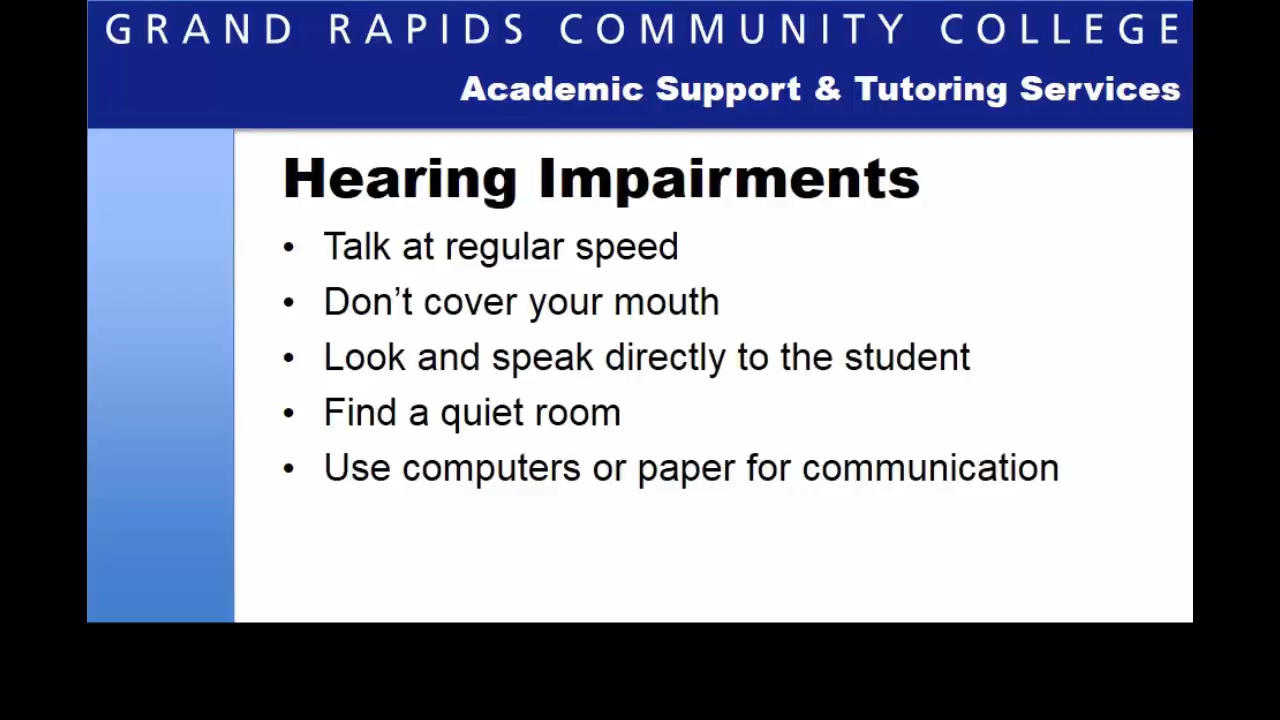 GRAND RAPIDS COMMUNITY COLLEGE
Academic Support & Tutoring Services
Hearing Impairments
• Talk at regular speed
• Don’t cover your mouth
• Look and speak directly to the student
• Find a quiet room
• Use computers or paper for communication